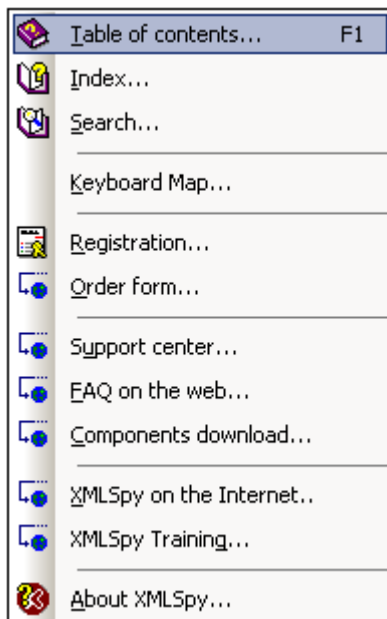 Table of contents... F1
Index...
Search...
Keyboard Map...
Registration...
Order form...
Support center...
FAQ on the web...
Components download...
XMLSpy on the Internet..
XMLSpy Training...
About XMLSpy...